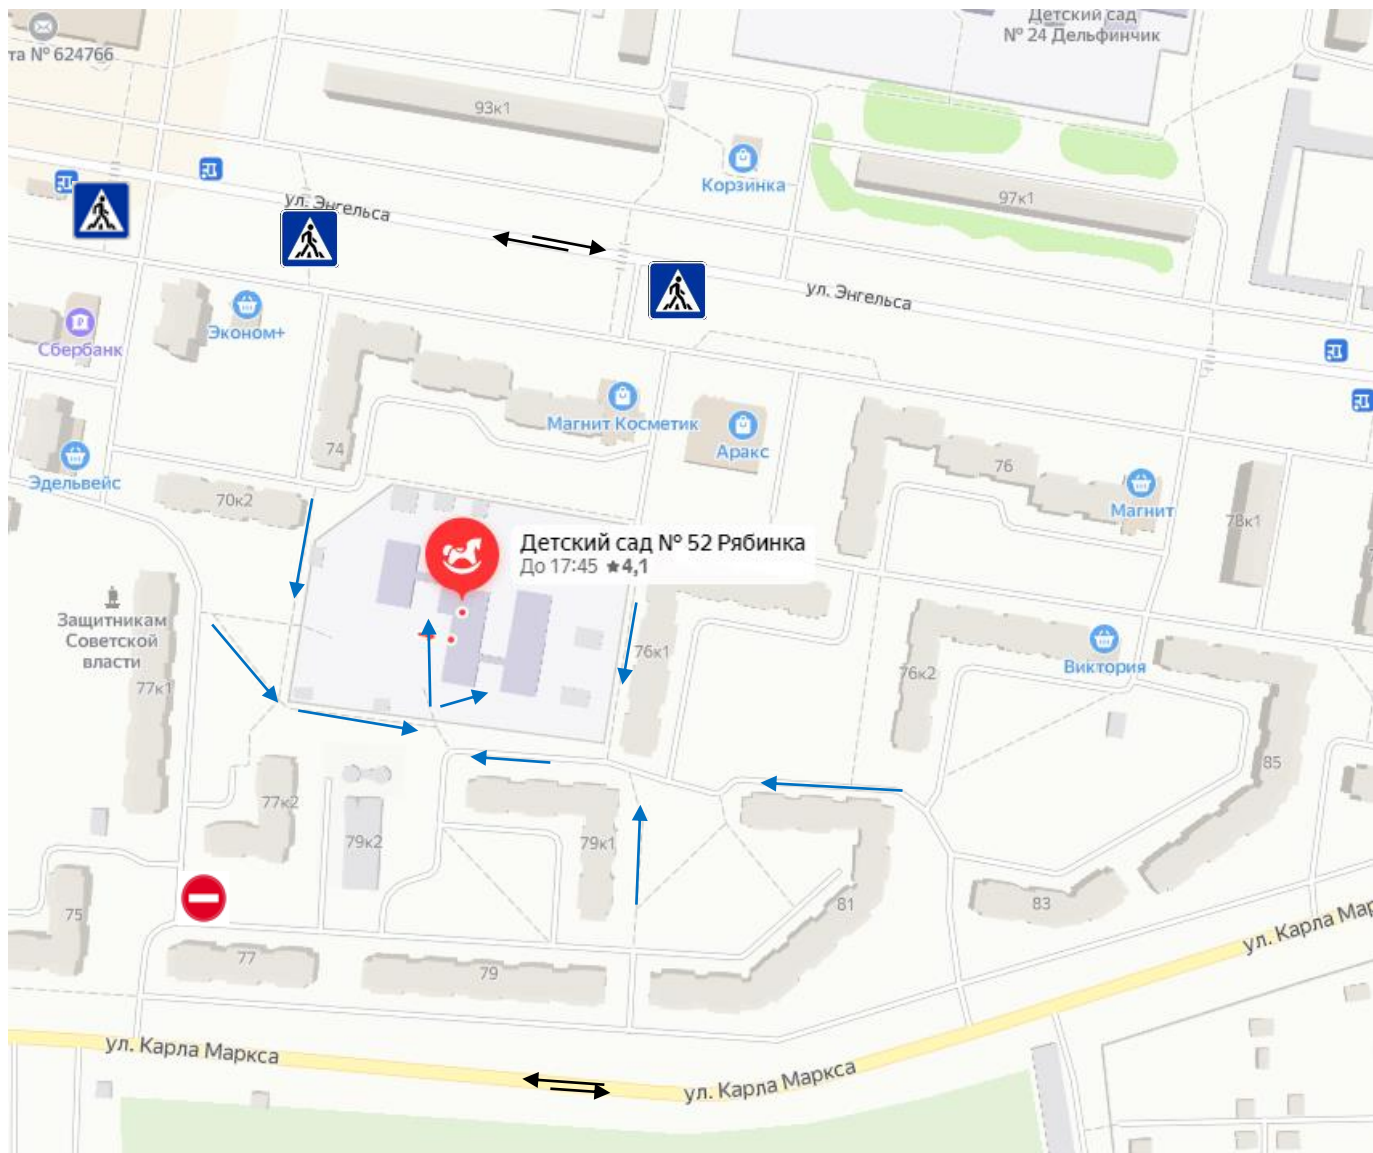 Детский сад
№ 24 Дельфинчик
та № 624766
93к1
Корзинка
97к1
ул. Энгельса
ул. Энгельса
Эконом+
Сбербанк
Магнит Косметик
Аракс
74
76
Эдельвейс
70к2
Магнит
78к1
Детский сад № 52 Рябинка
До 17:45 ★4,1
Защитникам
Советской
власти
76к1
Виктория
76к2
77к1
85
77к2
79к2
79к1
81
83
75
ул. Карла Мар
77
79
ул. Карла Маркса
ул. Карла Маркса